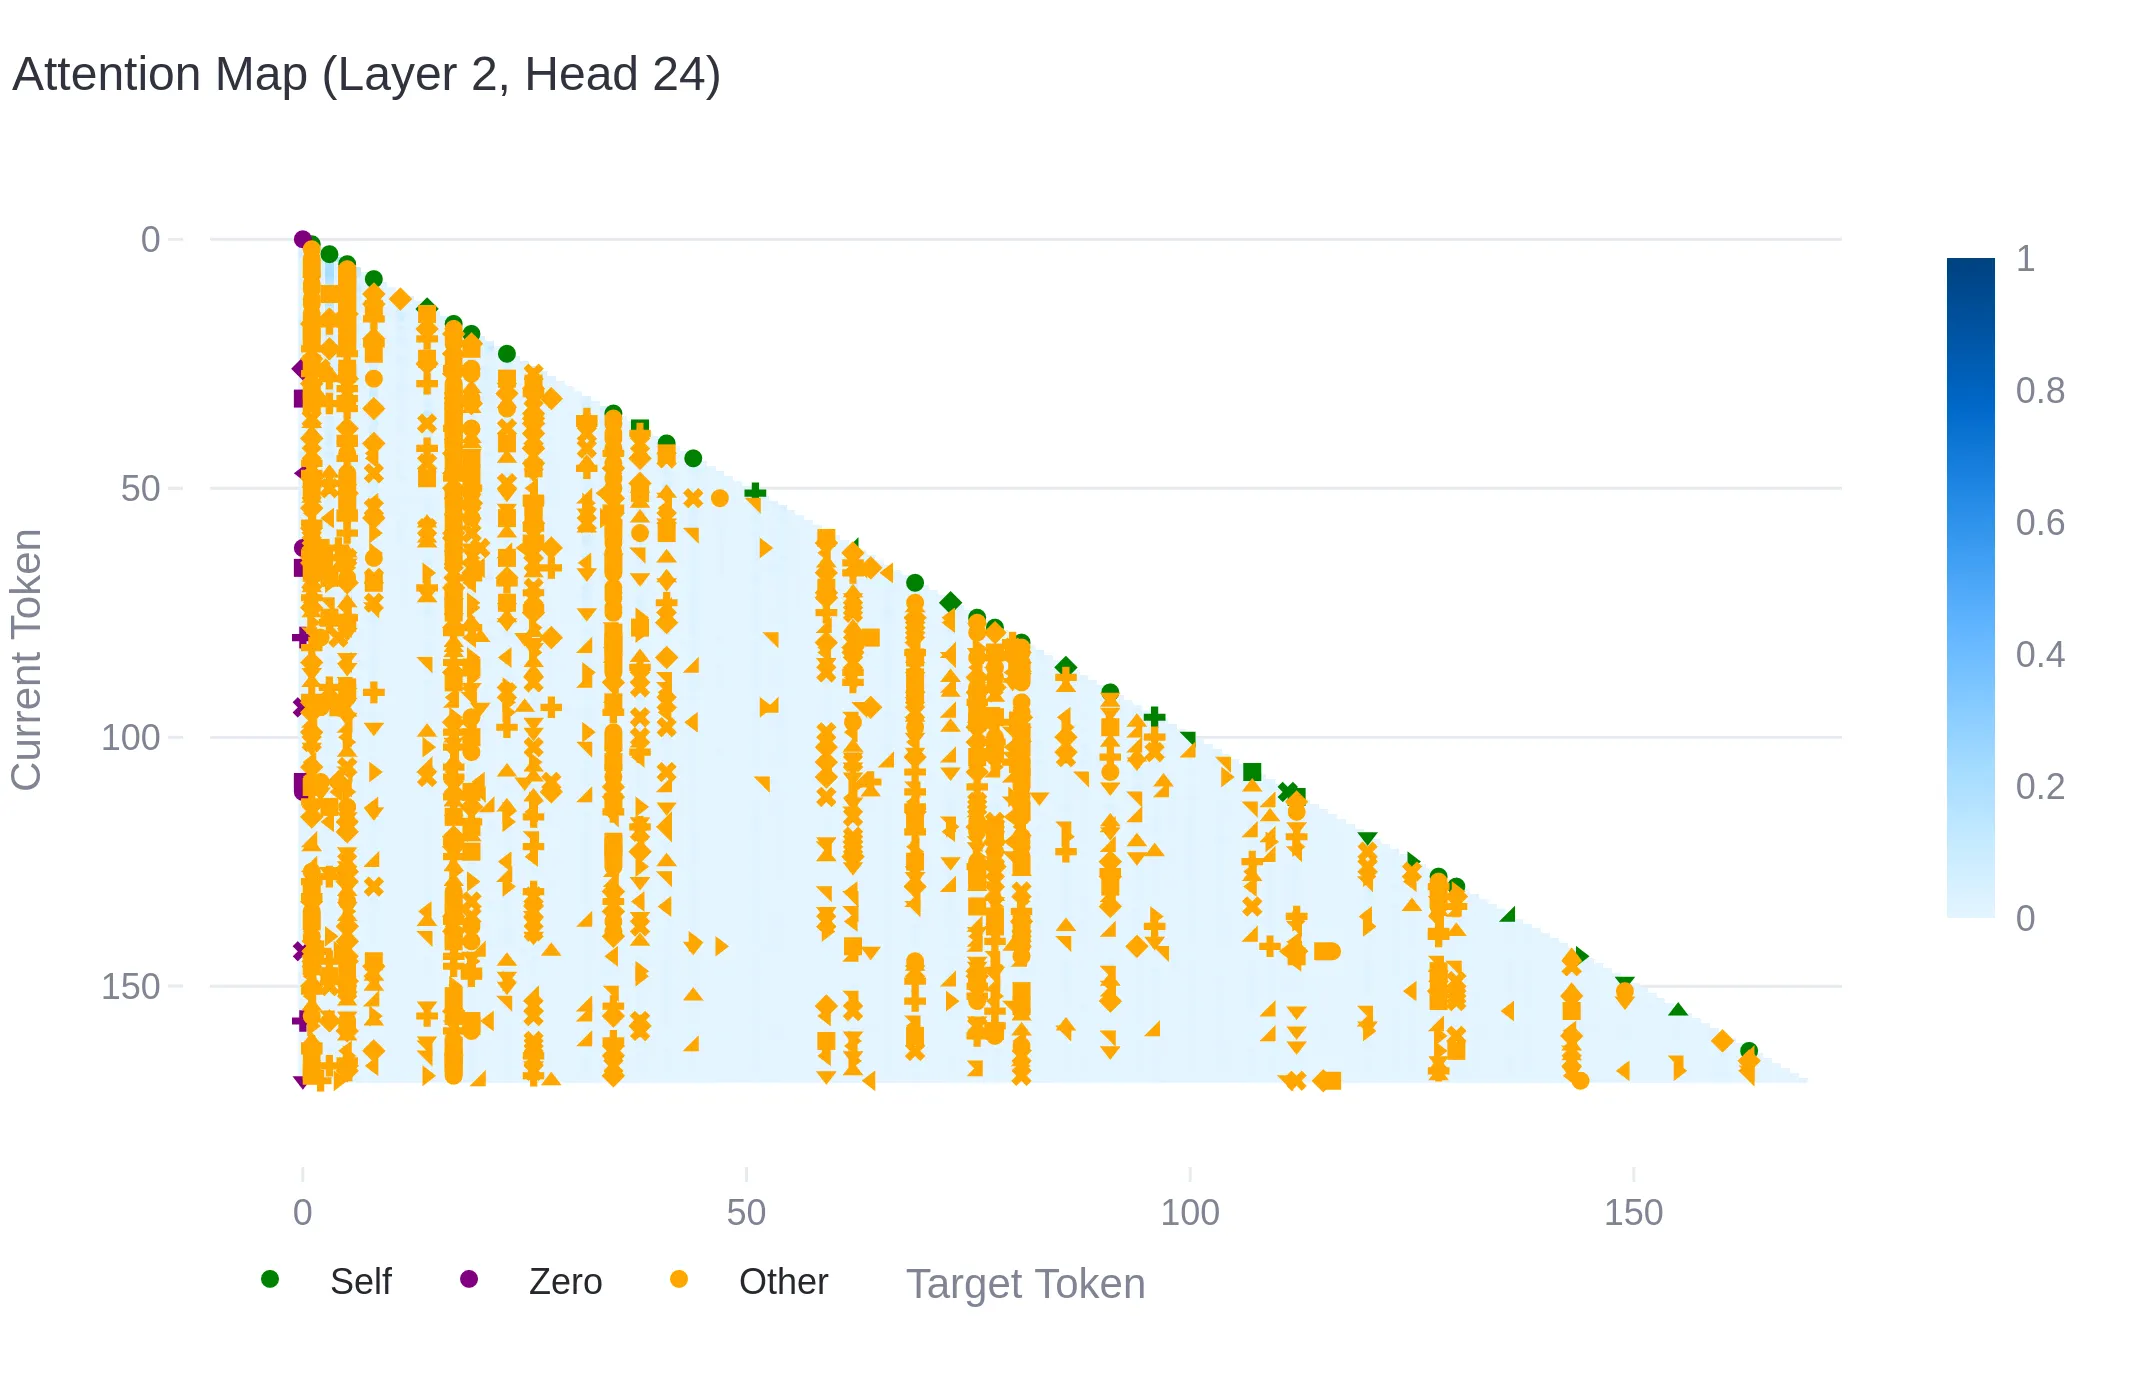 Attention Map (Layer 2, Head 24)
0
50
100
150
Current Token
0
50
100
150
Target Token
Self
Zero
Other
1
0.8
0.6
0.4
0.2
0